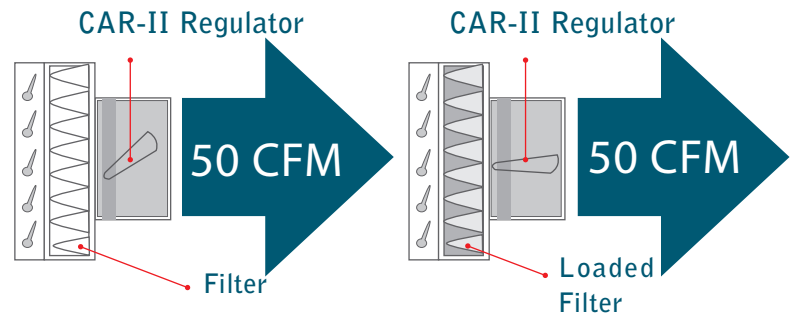 CAR-II Regulator
50 CFM
Filter
CAR-II Regulator
50 CFM
Loaded
Filter